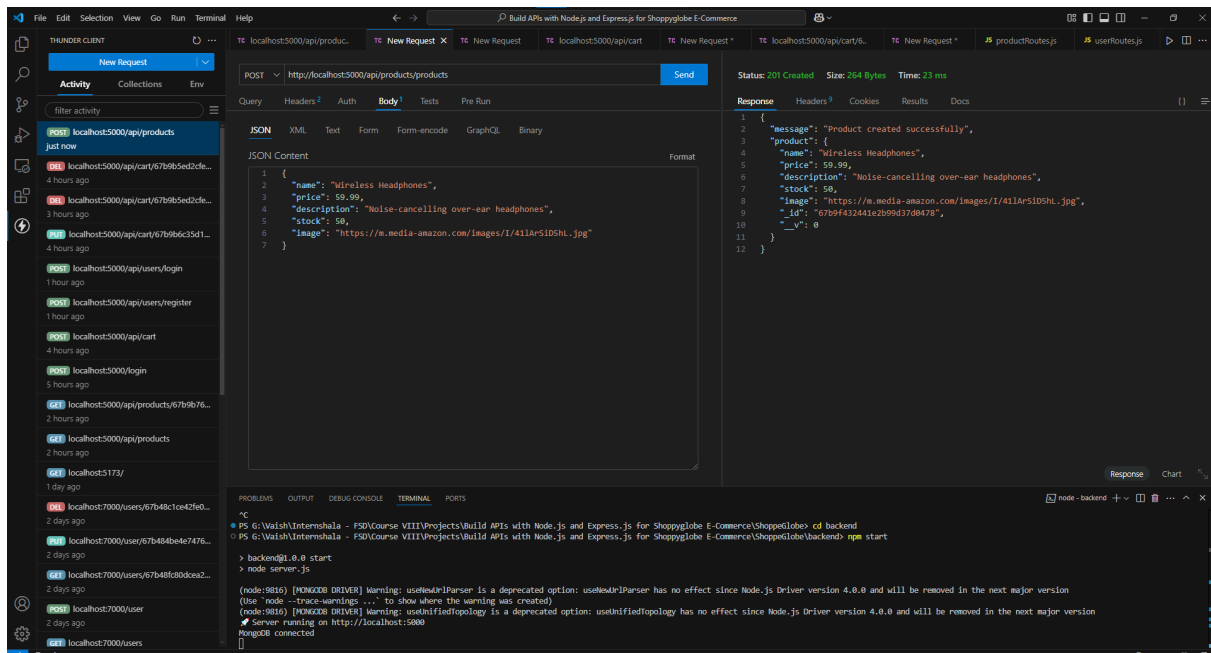 File Edit Selection View Go Run Terminal Help
Build APIs with Node.js and Express.js for Shoppyglobe E-Commerce
THUNDER CLIENT
New Request
Activity Collections Env
filter activity
POST localhost:5000/api/products
just now
DEL localhost:5000/api/cart/67b9b5ed2cfe...
4 hours ago
DEL localhost:5000/api/cart/67b9b5ed2cfe...
3 hours ago
PUT localhost:5000/api/cart/67b9b6c35d1...
4 hours ago
POST localhost:5000/api/users/login
1 hour ago
POST localhost:5000/api/users/register
1 hour ago
POST localhost:5000/api/cart
4 hours ago
POST localhost:5000/login
5 hours ago
GET localhost:5000/api/products/67b9b76...
2 hours ago
GET localhost:5000/api/products
2 hours ago
GET localhost:5173/
1 day ago
DEL localhost:7000/users/67b48c1ce42fe0...
2 days ago
PUT localhost:7000/user/67b484be4e7476...
2 days ago
GET localhost:7000/users/67b48fc80dcea2...
2 days ago
POST localhost:7000/user
2 days ago
GET localhost:7000/users
TC localhost:5000/api/produc.. TC New Request TC New Request TC localhost:5000/api/cart TC New Request * TC localhost:5000/api/cart/6.. TC New Request * JS productRoutes.js JS userRoutes.js
POST http://localhost:5000/api/products/products Send
Query Headers 2 Auth Body 1 Tests Pre Run
JSON XML Text Form Form-encode GraphQL Binary
JSON Content Format
1 {
2 "name": "Wireless Headphones",
3 "price": 59.99,
4 "description": "Noise-cancelling over-ear headphones",
5 "stock": 50,
6 "image": "https://m.media-amazon.com/images/I/41lArSiD5hL.jpg"
7 }
Status: 201 Created Size: 264 Bytes Time: 23 ms
Response Headers 9 Cookies Results Docs {}
1 {
2 "message": "Product created successfully",
3 "product": {
4 "name": "Wireless Headphones",
5 "price": 59.99,
6 "description": "Noise-cancelling over-ear headphones",
7 "stock": 50,
8 "image": "https://m.media-amazon.com/images/I/41lArSiD5hL.jpg",
9 "_id": "67b9f432441e2b99d37d0478",
10 "__v": 0
11 }
12 }
Response Chart
PROBLEMS OUTPUT DEBUG CONSOLE TERMINAL PORTS
node - backend
^C
PS G:\Vaish\Internshala - FSD\Course VIII\Projects\Build APIs with Node.js and Express.js for Shoppyglobe E-Commerce\ShoppeGlobe> cd backend
PS G:\Vaish\Internshala - FSD\Course VIII\Projects\Build APIs with Node.js and Express.js for Shoppyglobe E-Commerce\ShoppeGlobe\backend> npm start
> backend@1.0.0 start
> node server.js
(node:9816) [MONGODB DRIVER] Warning: useNewUrlParser is a deprecated option: useNewUrlParser has no effect since Node.js Driver version 4.0.0 and will be removed in the next major version
(Use `node --trace-warnings ...` to show where the warning was created)
(node:9816) [MONGODB DRIVER] Warning: useUnifiedTopology is a deprecated option: useUnifiedTopology has no effect since Node.js Driver version 4.0.0 and will be removed in the next major version
🚀 Server running on http://localhost:5000
MongoDB connected